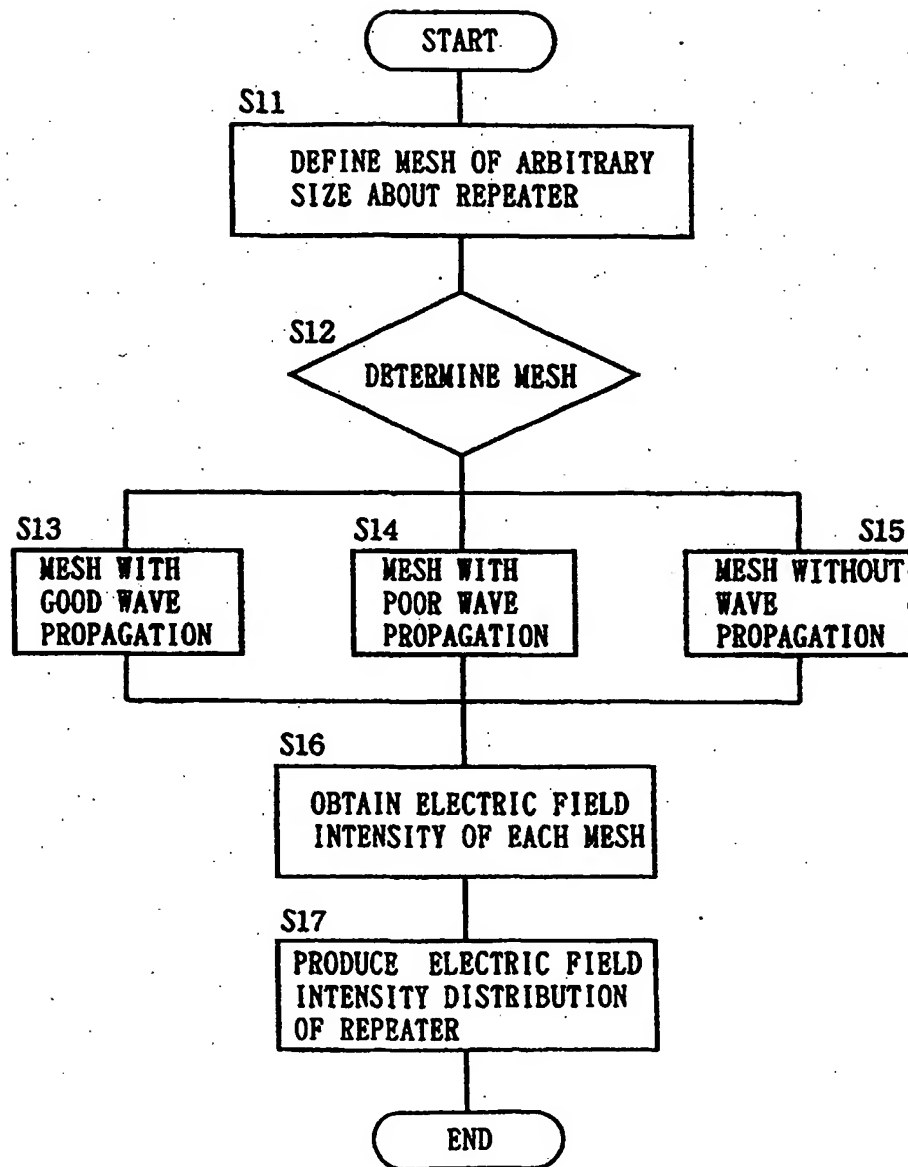 START
S11
DEFINE MESH OF ARBITRARY
SIZE ABOUT REPEATER
S12
DETERMINE MESH
S13
MESH WITH
GOOD WAVE
PROPAGATION
S14
MESH WITH
POOR WAVE
PROPAGATION
S15
MESH WITHOUT
WAVE
PROPAGATION
S16
OBTAIN ELECTRIC FIELD
INTENSITY OF EACH MESH
S17
PRODUCE ELECTRIC FIELD
INTENSITY DISTRIBUTION
OF REPEATER
END